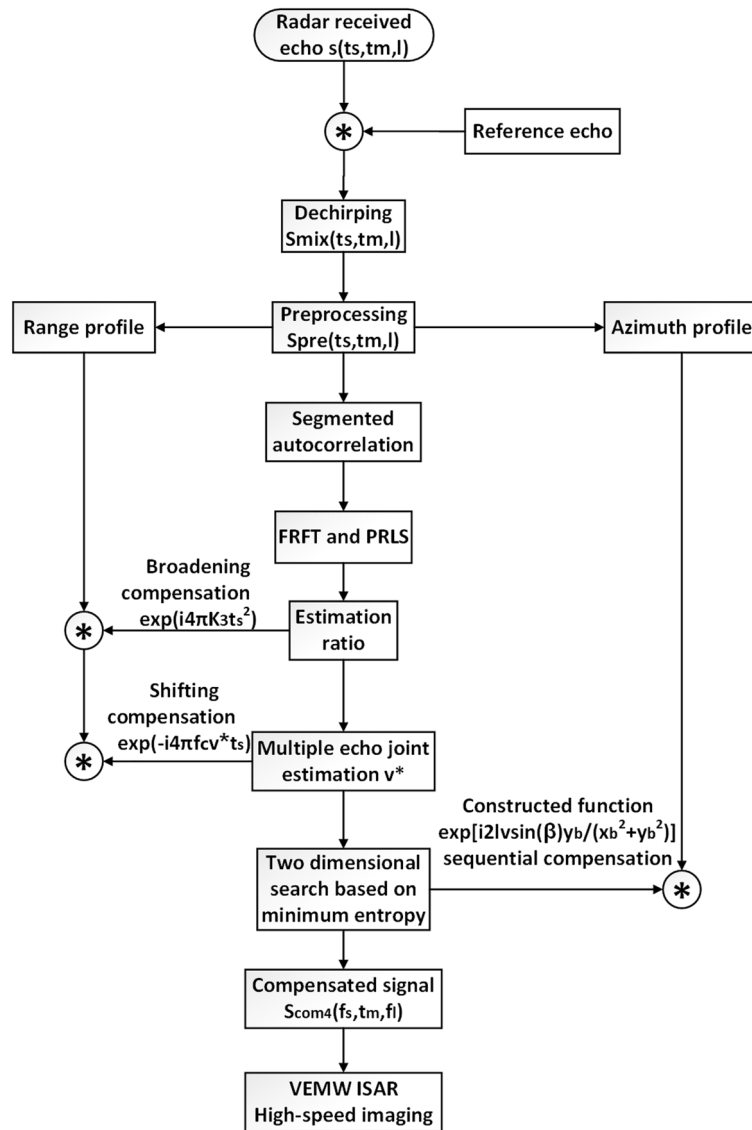 Radar received
echo s(ts,tm,l)
*
Reference echo
Dechirping
Smix(ts,tm,l)
Range profile
Preprocessing
Spre(ts,tm,l)
Azimuth profile
Segmented
autocorrelation
FRFT and PRLS
Broadening
compensation
exp(i4πK₃tₛ²)
*
Estimation
ratio
Shifting
compensation
exp(-i4πfcv*ts)
*
Multiple echo joint
estimation v*
Constructed function
exp[i2lvsin(β)y_b/(x_b²+y_b²)]
sequential compensation
*
Two dimensional
search based on
minimum entropy
Compensated signal
Scom4(fs,tm,fl)
VEMW ISAR
High-speed imaging